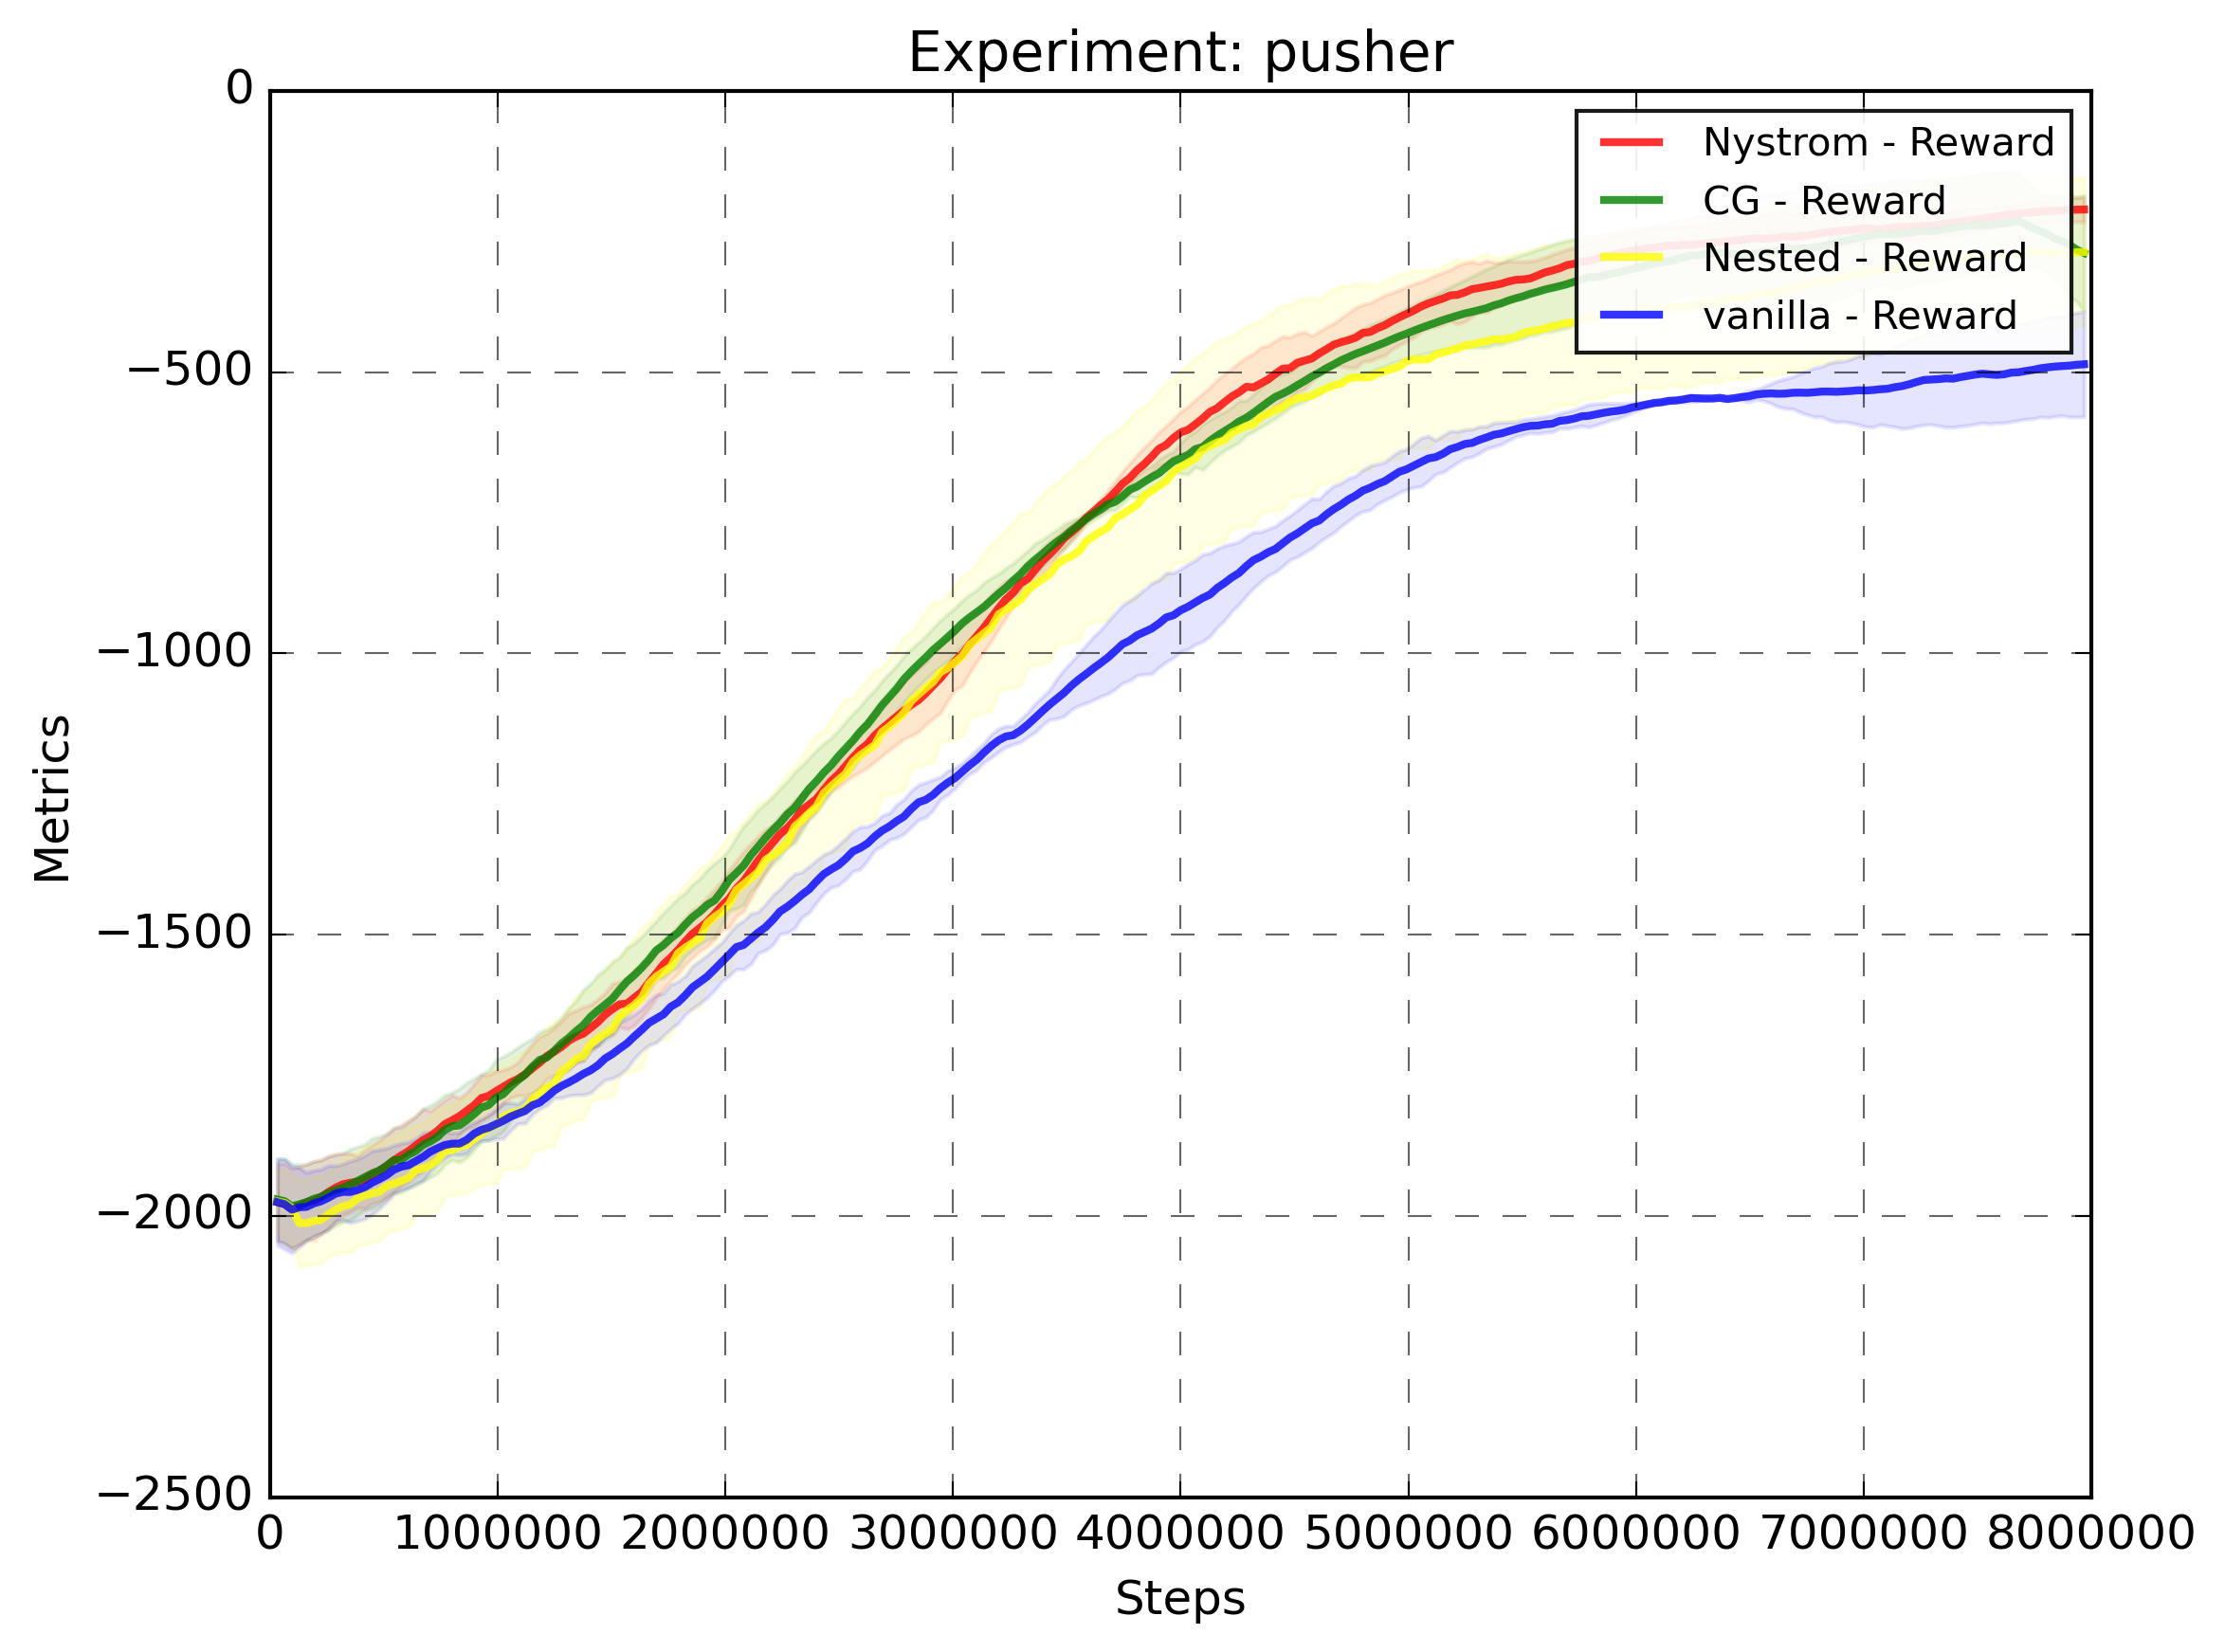 Experiment: pusher
0
−500
−1000
−1500
−2000
−2500
Metrics
Nystrom - Reward
CG - Reward
Nested - Reward
vanilla - Reward
0 1000000 2000000 3000000 4000000 5000000 6000000 7000000 8000000
Steps